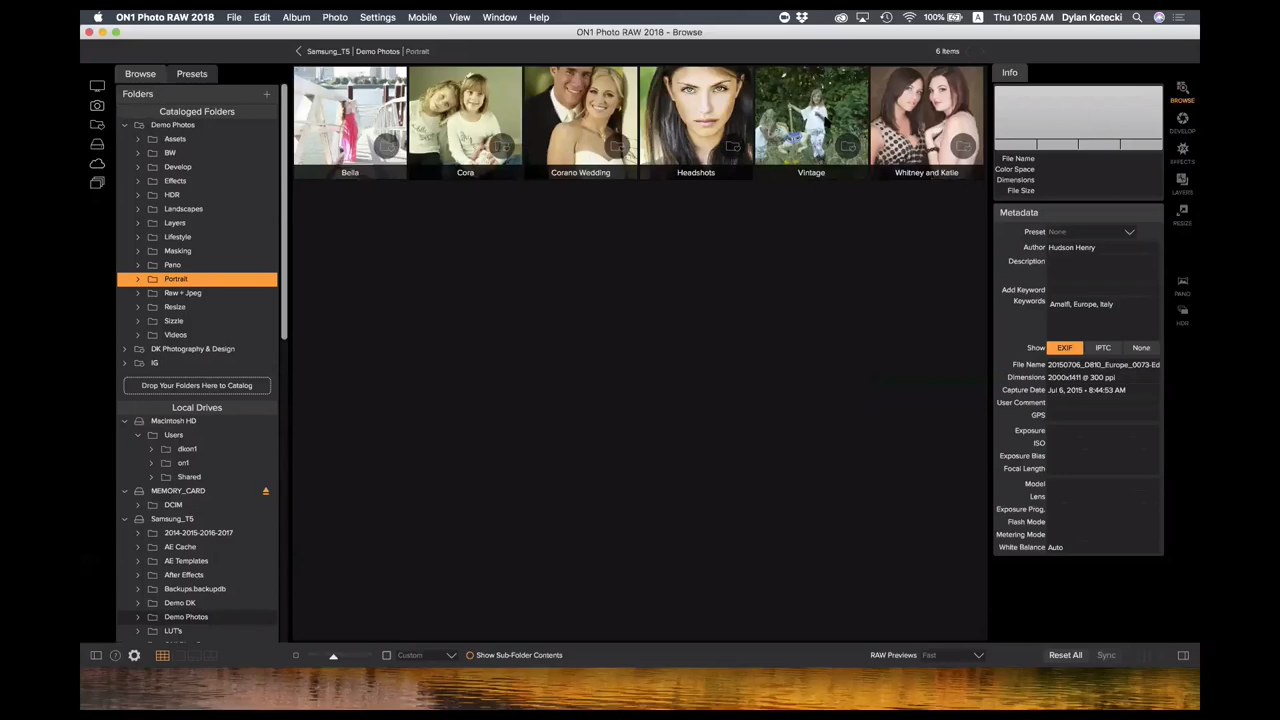 ON1 Photo RAW 2018 File Edit Album Photo Settings Mobile View Window Help 100% A Thu 10:05 AM Dylan Kotecki
ON1 Photo RAW 2018 - Browse
Samsung_T5 | Demo Photos | Portrait
6 Items
Browse Presets
Folders +
Cataloged Folders
Demo Photos
Assets
BW
Develop
Effects
HDR
Landscapes
Layers
Lifestyle
Masking
Pano
Portrait
Raw + Jpeg
Resize
Sizzle
Videos
DK Photography & Design
IG
Drop Your Folders Here to Catalog
Local Drives
Macintosh HD
Users
dkon1
on1
Shared
MEMORY_CARD
DCIM
Samsung_T5
2014-2015-2016-2017
AE Cache
AE Templates
After Effects
Backups.backupdb
Demo DK
Demo Photos
LUT's
Bella Cora Corano Wedding Headshots Vintage Whitney and Katie
Info
File Name
Color Space
Dimensions
File Size
Metadata
Preset None
Author Hudson Henry
Description
Add Keyword
Keywords Amalfi, Europe, Italy
Show EXIF IPTC None
File Name 20150706_D810_Europe_0073-Ed
Dimensions 2000x1411 @ 300 ppi
Capture Date Jul 6, 2015 • 8:44:53 AM
User Comment
GPS
Exposure
ISO
Exposure Bias
Focal Length
Model
Lens
Exposure Prog.
Flash Mode
Metering Mode
White Balance Auto
BROWSE
DEVELOP
EFFECTS
LAYERS
RESIZE
PANO
HDR
? Custom Show Sub-Folder Contents RAW Previews Fast Reset All Sync